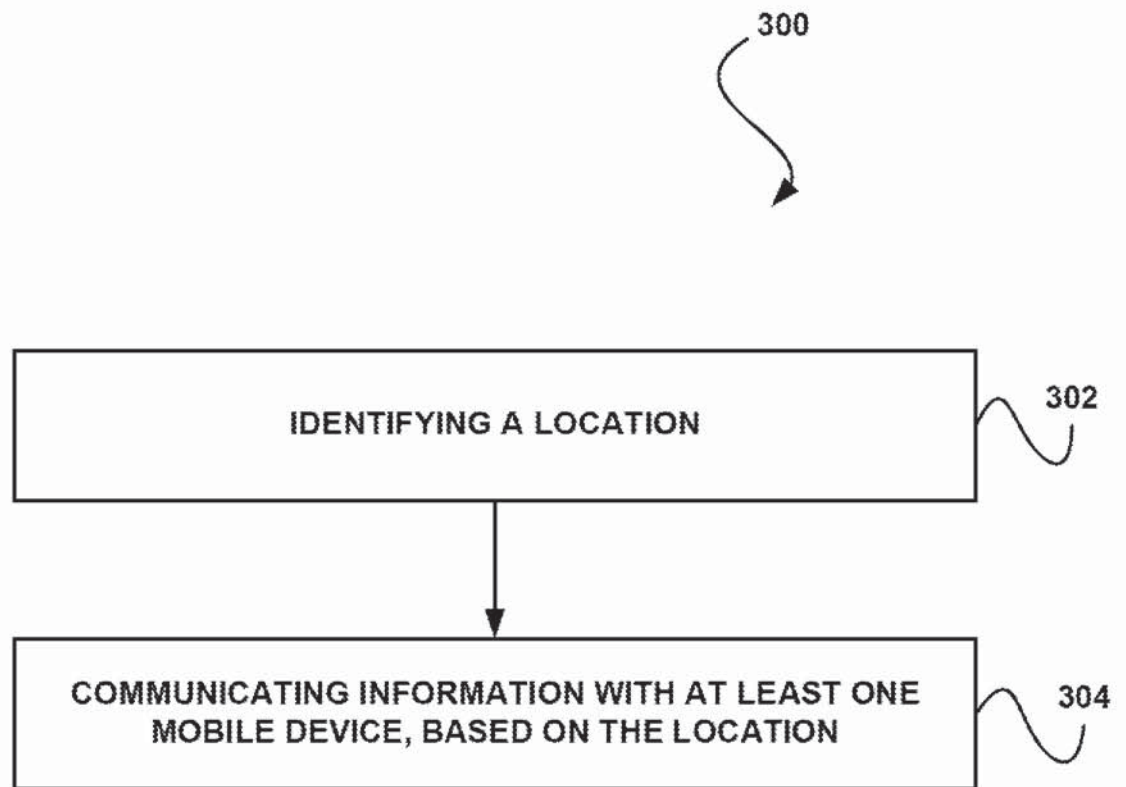 300
IDENTIFYING A LOCATION
302
COMMUNICATING INFORMATION WITH AT LEAST ONE
MOBILE DEVICE, BASED ON THE LOCATION
304